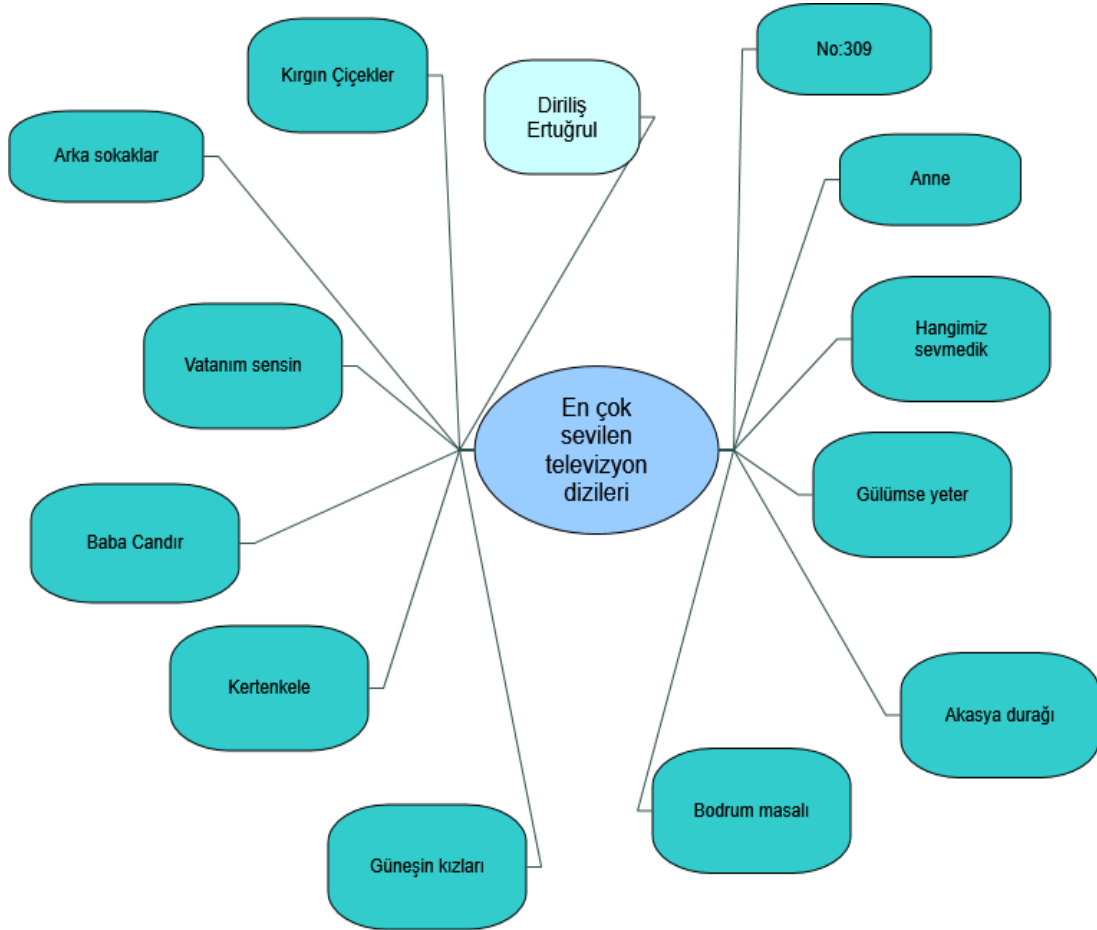 No:309
Kırgın Çiçekler
Diriliş
Ertuğrul
Arka sokaklar
Anne
Hangimiz
sevmedik
Vatanım sensin
En çok
sevilen
televizyon
dizileri
Gülümse yeter
Baba Candır
Kertenkele
Akasya durağı
Bodrum masalı
Güneşin kızları